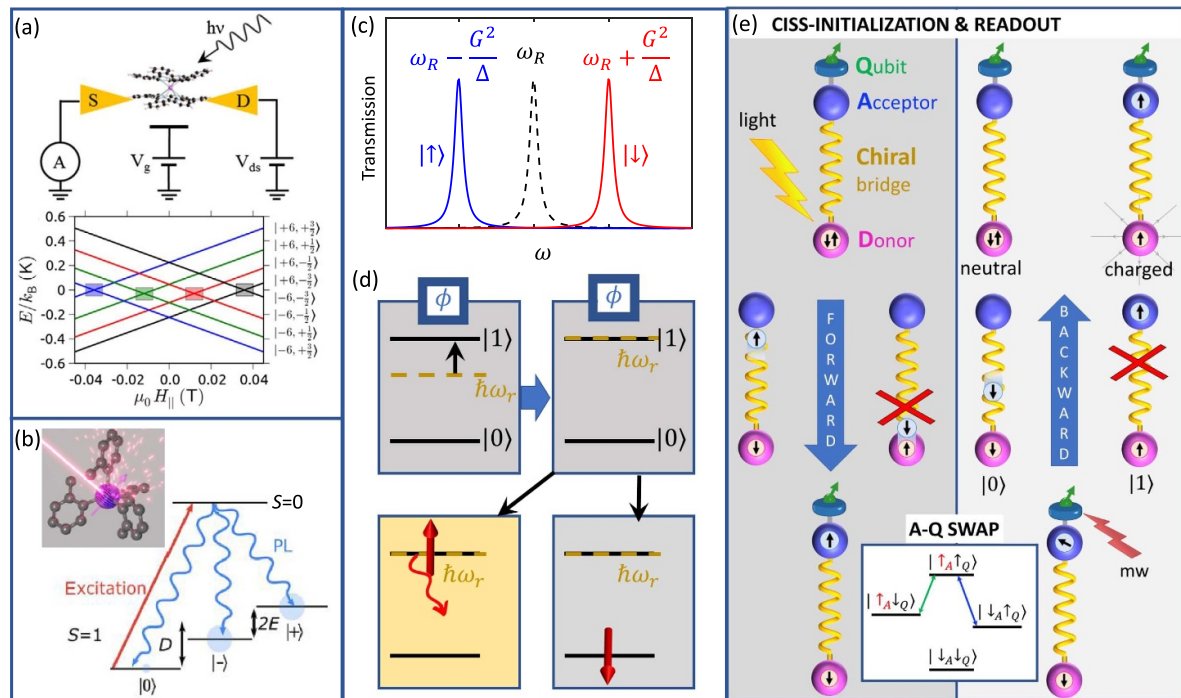 (a)
hν
S
D
A
V_g
V_ds
E/k_B (K)
0.6
0.4
0.2
0
-0.2
-0.4
-0.6
-0.04
-0.02
0.0
0.02
0.04
μ₀ H_|| (T)
|+6, +3/2⟩
|+6, +1/2⟩
|+6, -1/2⟩
|+6, -3/2⟩
|-6, -3/2⟩
|-6, -1/2⟩
|-6, +1/2⟩
|-6, +3/2⟩
(b)
S=0
Excitation
PL
S=1
D
2E
|0⟩
|-⟩
|+⟩
(c)
Transmission
ω_R - G²/Δ
ω_R
ω_R + G²/Δ
|↑⟩
|↓⟩
ω
(d)
ϕ
|1⟩
ħω_r
|0⟩
ϕ
|1⟩
ħω_r
|0⟩
ħω_r
ħω_r
(e)
CISS-INITIALIZATION & READOUT
Qubit
Acceptor
light
Chiral
bridge
Donor
neutral
charged
FORWARD
BACKWARD
|0⟩
|1⟩
A-Q SWAP
|↑_A↑_Q⟩
|↑_A↓_Q⟩
|↓_A↑_Q⟩
|↓_A↓_Q⟩
mw